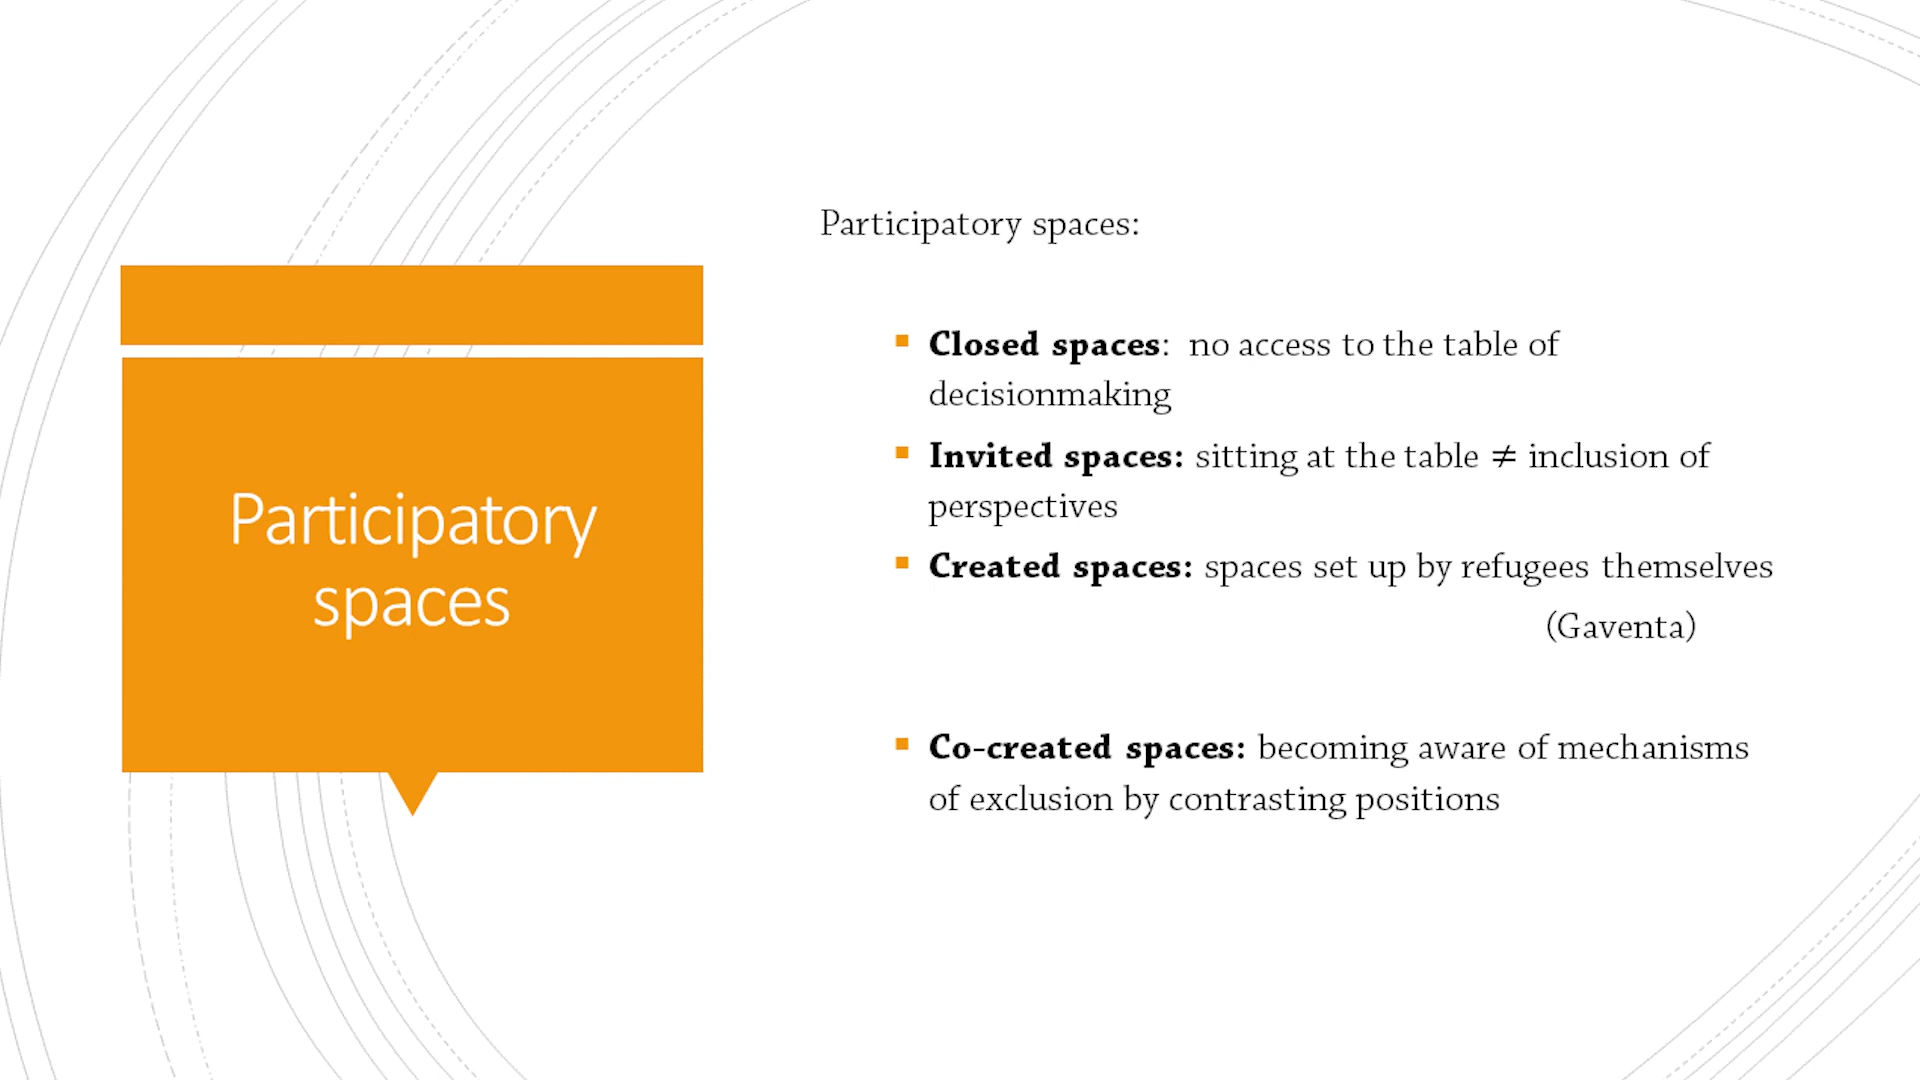 Participatory
spaces
Participatory spaces:
▪ Closed spaces:  no access to the table of
decisionmaking
▪ Invited spaces: sitting at the table ≠ inclusion of
perspectives
▪ Created spaces: spaces set up by refugees themselves
(Gaventa)
▪ Co-created spaces: becoming aware of mechanisms
of exclusion by contrasting positions